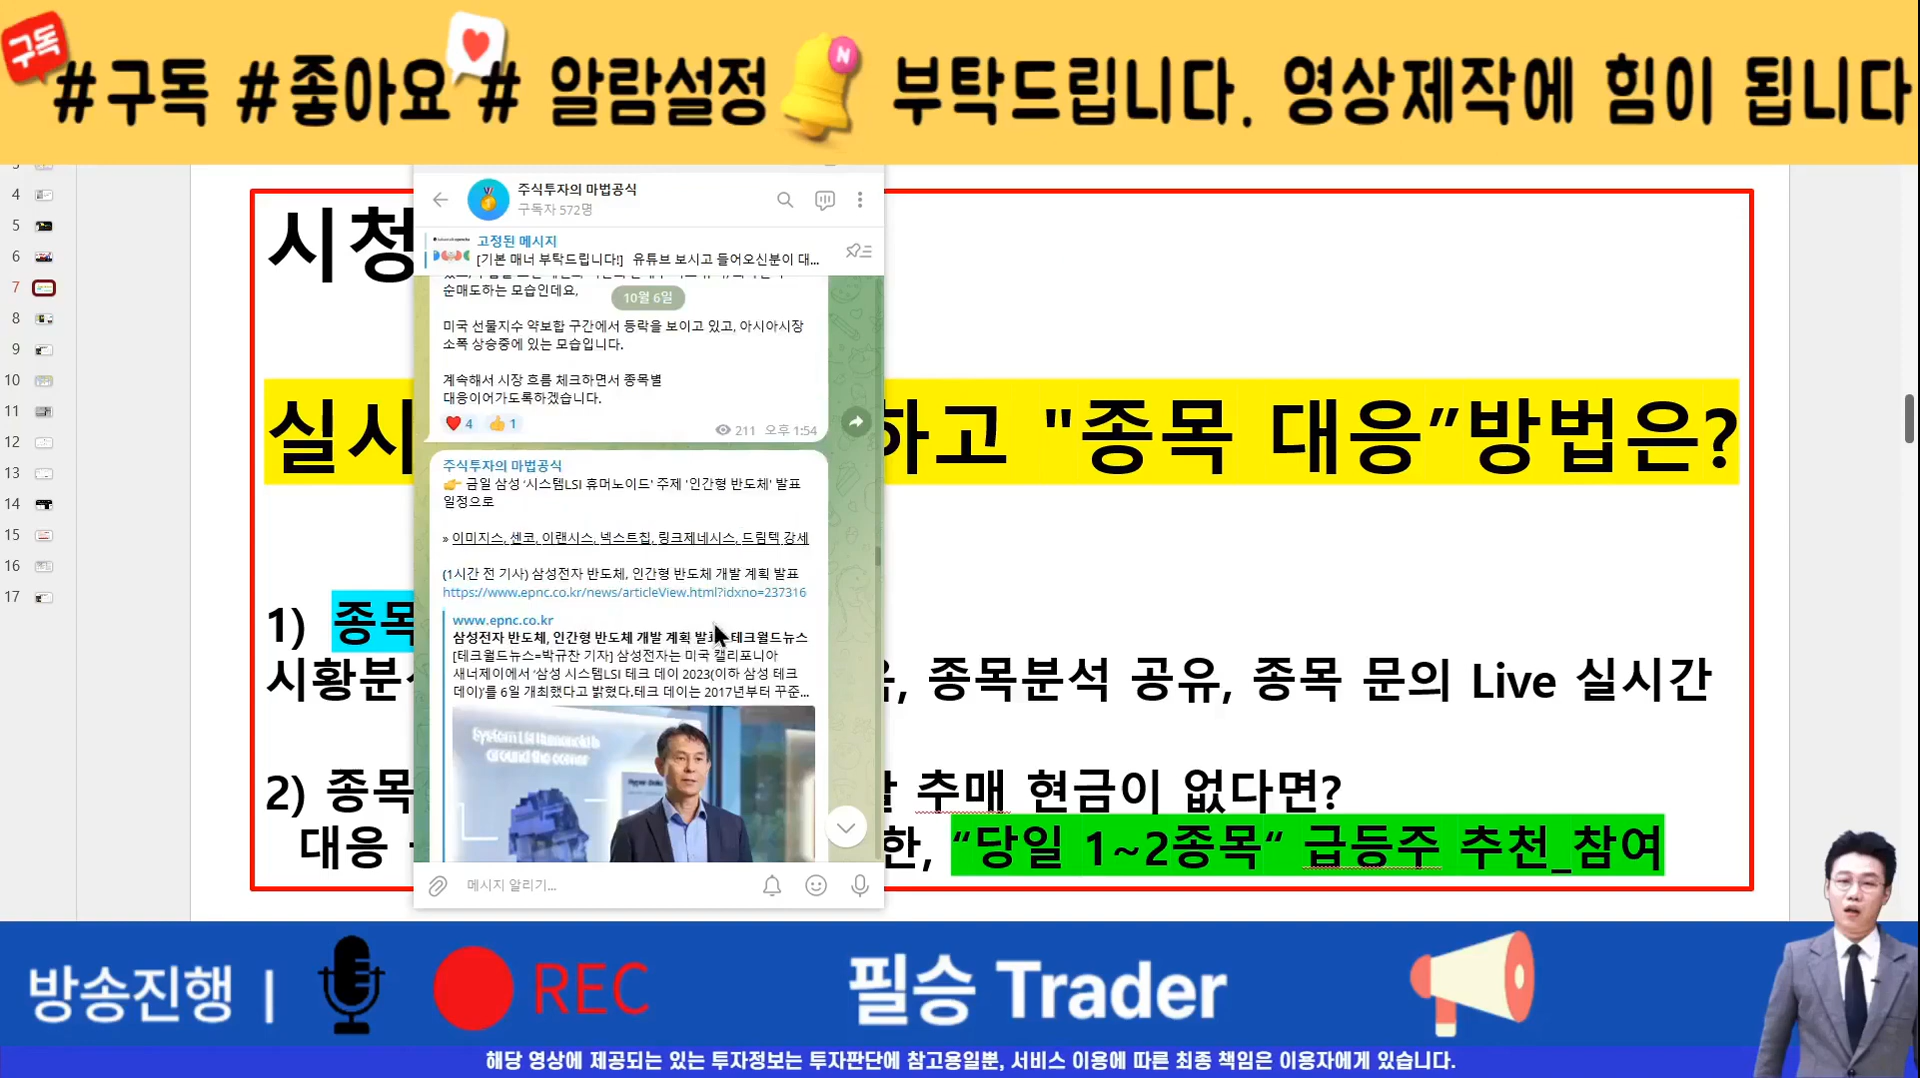 구독
#구독 #좋아요 # 알람설정 N 부탁드립니다. 영상제작에 힘이 됩니다
4
5
6
7
8
9
10
11
12
13
14
15
16
17
시청
실시 하고 "종목 대응”방법은?
1) 종목
시황분 , 종목분석 공유, 종목 문의 Live 실시간
2) 종목 추매 현금이 없다면?
대응 한, “당일 1~2종목“ 급등주 추천_참여
주식투자의 마법공식
구독자 572명
고정된 메시지
[기본 매너 부탁드립니다!] 유튜브 보시고 들어오신분이 대...
순매도하는 모습인데요,
10월 6일
미국 선물지수 약보합 구간에서 등락을 보이고 있고, 아시아시장
소폭 상승중에 있는 모습입니다.
계속해서 시장 흐름 체크하면서 종목별
대응이어가도록하겠습니다.
4 1
211 오후 1:54
주식투자의 마법공식
금일 삼성 '시스템LSI 휴머노이드' 주제 '인간형 반도체' 발표
일정으로
» 이미지스, 센코, 이랜시스, 넥스트칩, 링크제네시스, 드림텍 강세
(1시간 전 기사) 삼성전자 반도체, 인간형 반도체 개발 계획 발표
https://www.epnc.co.kr/news/articleView.html?idxno=237316
www.epnc.co.kr
삼성전자 반도체, 인간형 반도체 개발 계획 발표 테크월드뉴스
[테크월드뉴스=박규찬 기자] 삼성전자는 미국 캘리포니아
새너제이에서 '삼성 시스템LSI 테크 데이 2023(이하 삼성 테크
데이)'를 6일 개최했다고 밝혔다.테크 데이는 2017년부터 꾸준...
System LSI Humanoid is
around the corner
메시지 알리기...
방송진행 | REC 필승 Trader
해당 영상에 제공되는 있는 투자정보는 투자판단에 참고용일뿐, 서비스 이용에 따른 최종 책임은 이용자에게 있습니다.